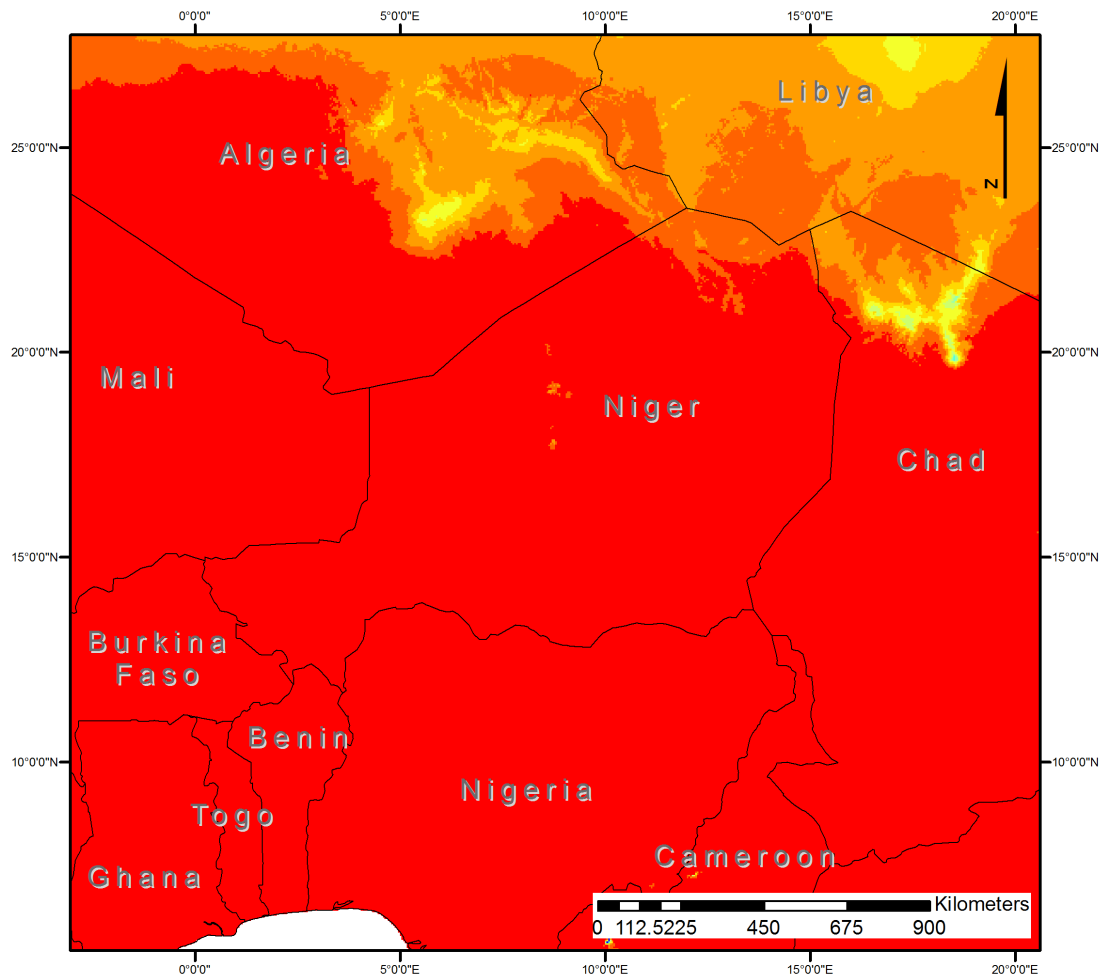 0°0'0" 5°0'0"E 10°0'0"E 15°0'0"E 20°0'0"E
Libya
25°0'0"N Algeria 25°0'0"N
N
20°0'0"N 20°0'0"N
Mali
Niger
Chad
15°0'0"N 15°0'0"N
Burkina
Faso
Benin
10°0'0"N 10°0'0"N
Nigeria
Togo
Cameroon
Ghana
Kilometers
0 112.5 225 450 675 900
0°0'0" 5°0'0"E 10°0'0"E 15°0'0"E 20°0'0"E